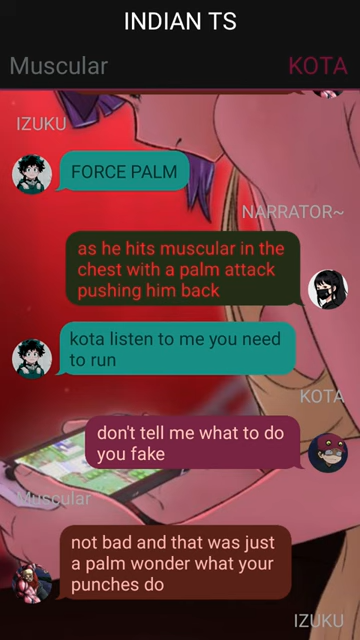 INDIAN TS
Muscular
KOTA
IZUKU
FORCE PALM
NARRATOR~
as he hits muscular in the
chest with a palm attack
pushing him back
kota listen to me you need
to run
KOTA
don't tell me what to do
you fake
Muscular
not bad and that was just
a palm wonder what your
punches do
IZUKU